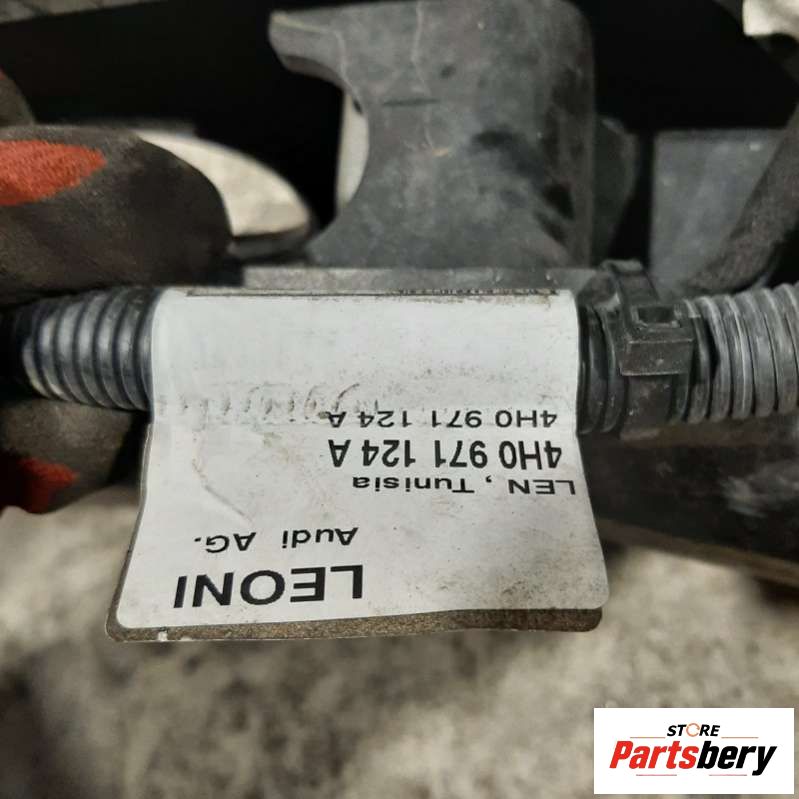 LEONI
Audi AG.
LEN, Tunisia
4H0 971 124 A
4H0 971 124 A
STORE
Partsbery